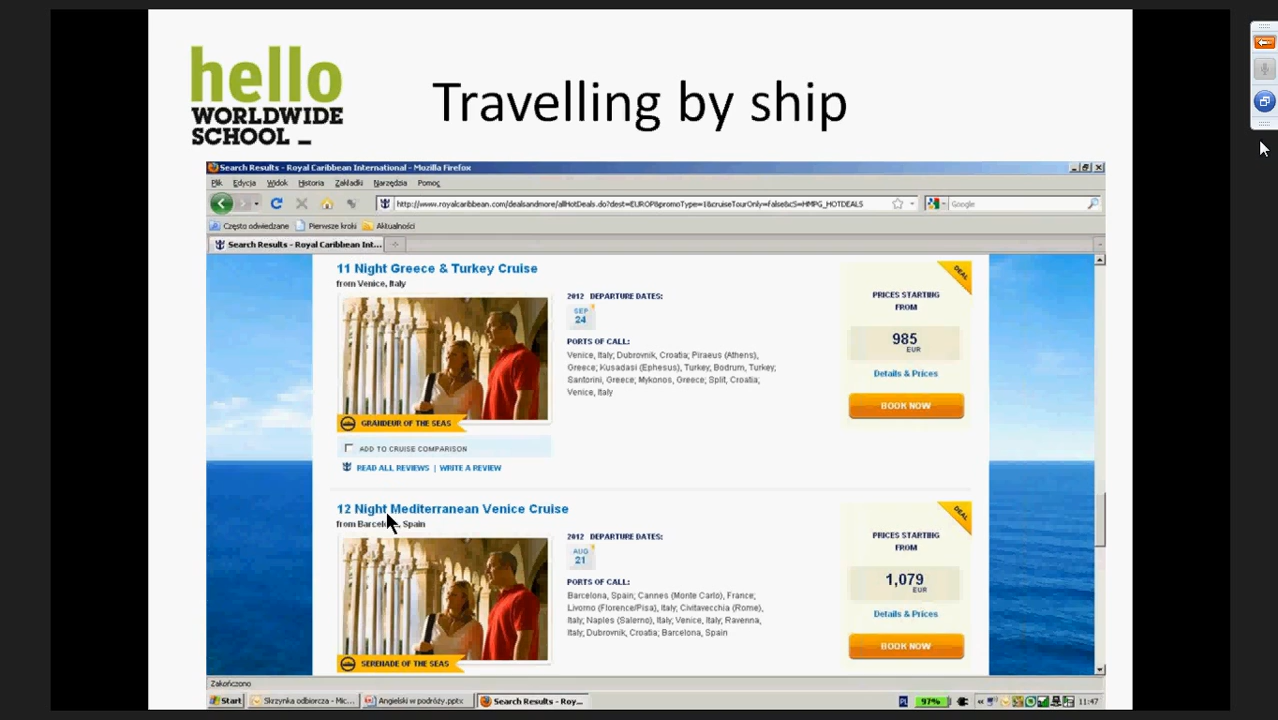 hello
WORLDWIDE
SCHOOL _
Travelling by ship
Search Results - Royal Caribbean International - Mozilla Firefox
Plik Edycja Widok Historia Zakładki Narzędzia Pomoc
http://www.royalcaribbean.com/dealsandmore/allHotDeals.do?dest=EUROP&promoType=1&cruiseTourOnly=false&cS=HMPG_HOTDEALS
Google
Często odwiedzane Pierwsze kroki Aktualności
Search Results - Royal Caribbean Int...
11 Night Greece & Turkey Cruise
from Venice, Italy
2012 DEPARTURE DATES:
SEP
24
PORTS OF CALL:
Venice, Italy; Dubrovnik, Croatia; Piraeus (Athens),
Greece; Kusadasi (Ephesus), Turkey; Bodrum, Turkey;
Santorini, Greece; Mykonos, Greece; Split, Croatia;
Venice, Italy
DEAL
PRICES STARTING
FROM
985
EUR
Details & Prices
BOOK NOW
GRANDEUR OF THE SEAS
ADD TO CRUISE COMPARISON
READ ALL REVIEWS | WRITE A REVIEW
12 Night Mediterranean Venice Cruise
from Barcelona, Spain
2012 DEPARTURE DATES:
AUG
21
PORTS OF CALL:
Barcelona, Spain; Cannes (Monte Carlo), France;
Livorno (Florence/Pisa), Italy; Civitavecchia (Rome),
Italy; Naples (Salerno), Italy; Venice, Italy; Ravenna,
Italy; Dubrovnik, Croatia; Barcelona, Spain
DEAL
PRICES STARTING
FROM
1,079
EUR
Details & Prices
BOOK NOW
SERENADE OF THE SEAS
Zakończono
Start Skrzynka odbiorcza - Mic... Angielski w podróży.pptx Search Results - Roy... PL 97% « 11:47